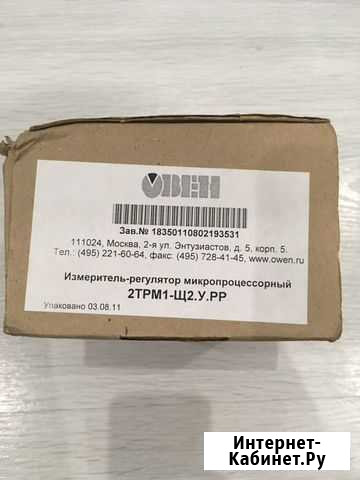 ОВЕН
Зав.№ 18350110802193531
111024, Москва, 2-я ул. Энтузиастов, д. 5, корп. 5.
Тел.: (495) 221-60-64, факс: (495) 728-41-45, www.owen.ru
Измеритель-регулятор микропроцессорный
2ТРМ1-Щ2.У.РР
Упаковано 03.08.11
Интернет-
Кабинет.Ру